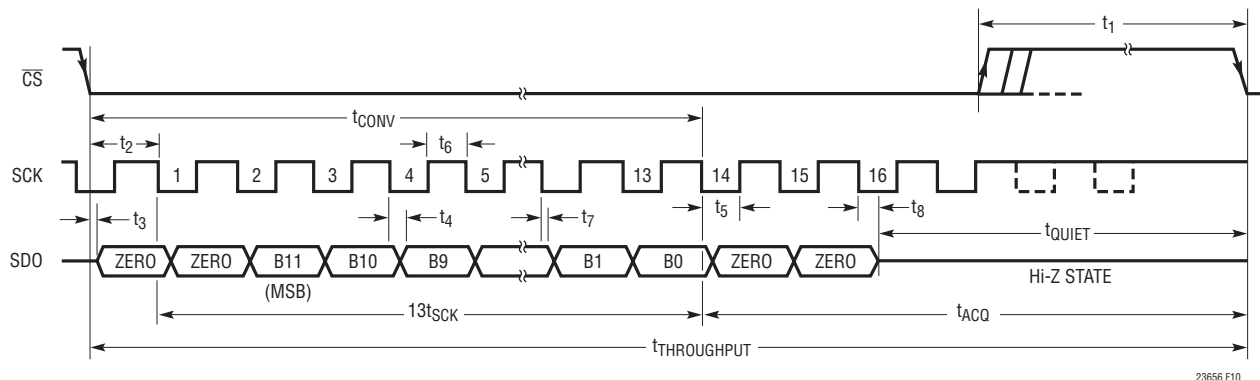 t1
CS
tCONV
t2 t6
SCK 1 2 3 4 5 13 14 15 16
t3 t4 t7 t5 t8
tQUIET
SDO ZERO ZERO B11 B10 B9 B1 B0 ZERO ZERO
(MSB) Hi-Z STATE
13tSCK tACQ
tTHROUGHPUT
23656 F10